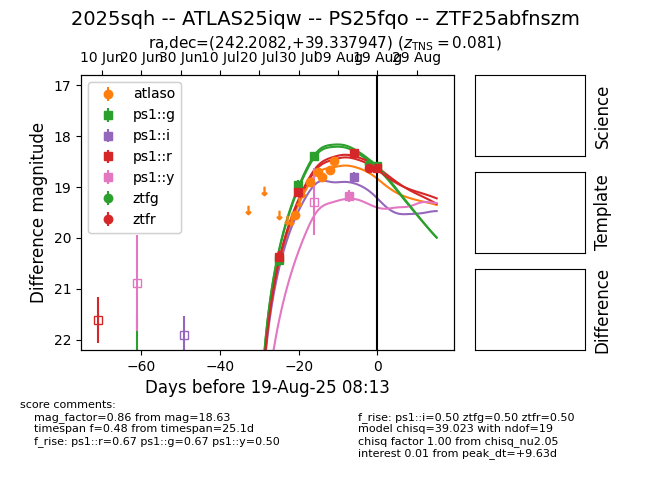 2025sqh -- ATLAS25iqw -- PS25fqo -- ZTF25abfnszm
ra,dec=(242.2082,+39.337947) (zTNS = 0.081)
10 Jun 20 Jun 30 Jun 10 Jul 20 Jul 30 Jul 09 Aug 19 Aug 29 Aug
17
18
19
20
21
22
Difference magnitude
atlaso
ps1::g
ps1::i
ps1::r
ps1::y
ztfg
ztfr
−60
−40
−20
0
Days before 19-Aug-25 08:13
Science
Template
Difference
score comments:
mag_factor=0.86 from mag=18.63
timespan f=0.48 from timespan=25.1d
f_rise: ps1::r=0.67 ps1::g=0.67 ps1::y=0.50
f_rise: ps1::i=0.50 ztfg=0.50 ztfr=0.50
model chisq=39.023 with ndof=19
chisq factor 1.00 from chisq_nu2.05
interest 0.01 from peak_dt=+9.63d